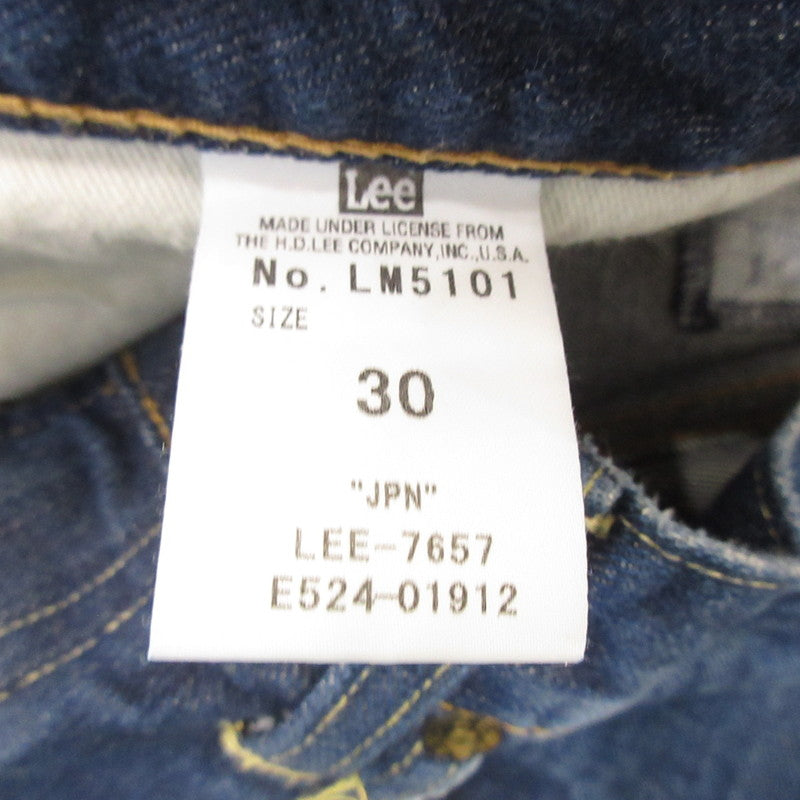 Lee
MADE UNDER LICENSE FROM
THE H.D.LEE COMPANY,INC.,U.S.A.
No. LM5101
SIZE
30
"JPN"
LEE-7657
E524-01912